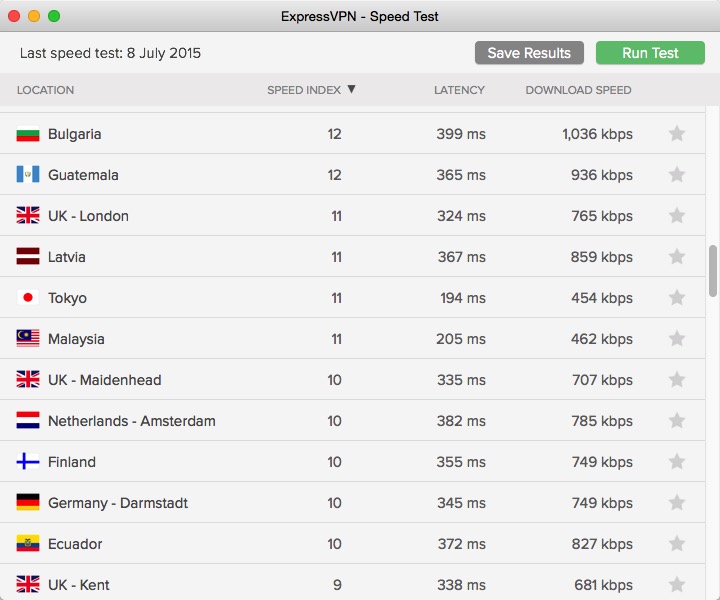 ExpressVPN - Speed Test
Last speed test: 8 July 2015 Save Results Run Test
LOCATION SPEED INDEX ▼ LATENCY DOWNLOAD SPEED
Bulgaria 12 399 ms 1,036 kbps
Guatemala 12 365 ms 936 kbps
UK - London 11 324 ms 765 kbps
Latvia 11 367 ms 859 kbps
Tokyo 11 194 ms 454 kbps
Malaysia 11 205 ms 462 kbps
UK - Maidenhead 10 335 ms 707 kbps
Netherlands - Amsterdam 10 382 ms 785 kbps
Finland 10 355 ms 749 kbps
Germany - Darmstadt 10 345 ms 749 kbps
Ecuador 10 372 ms 827 kbps
UK - Kent 9 338 ms 681 kbps